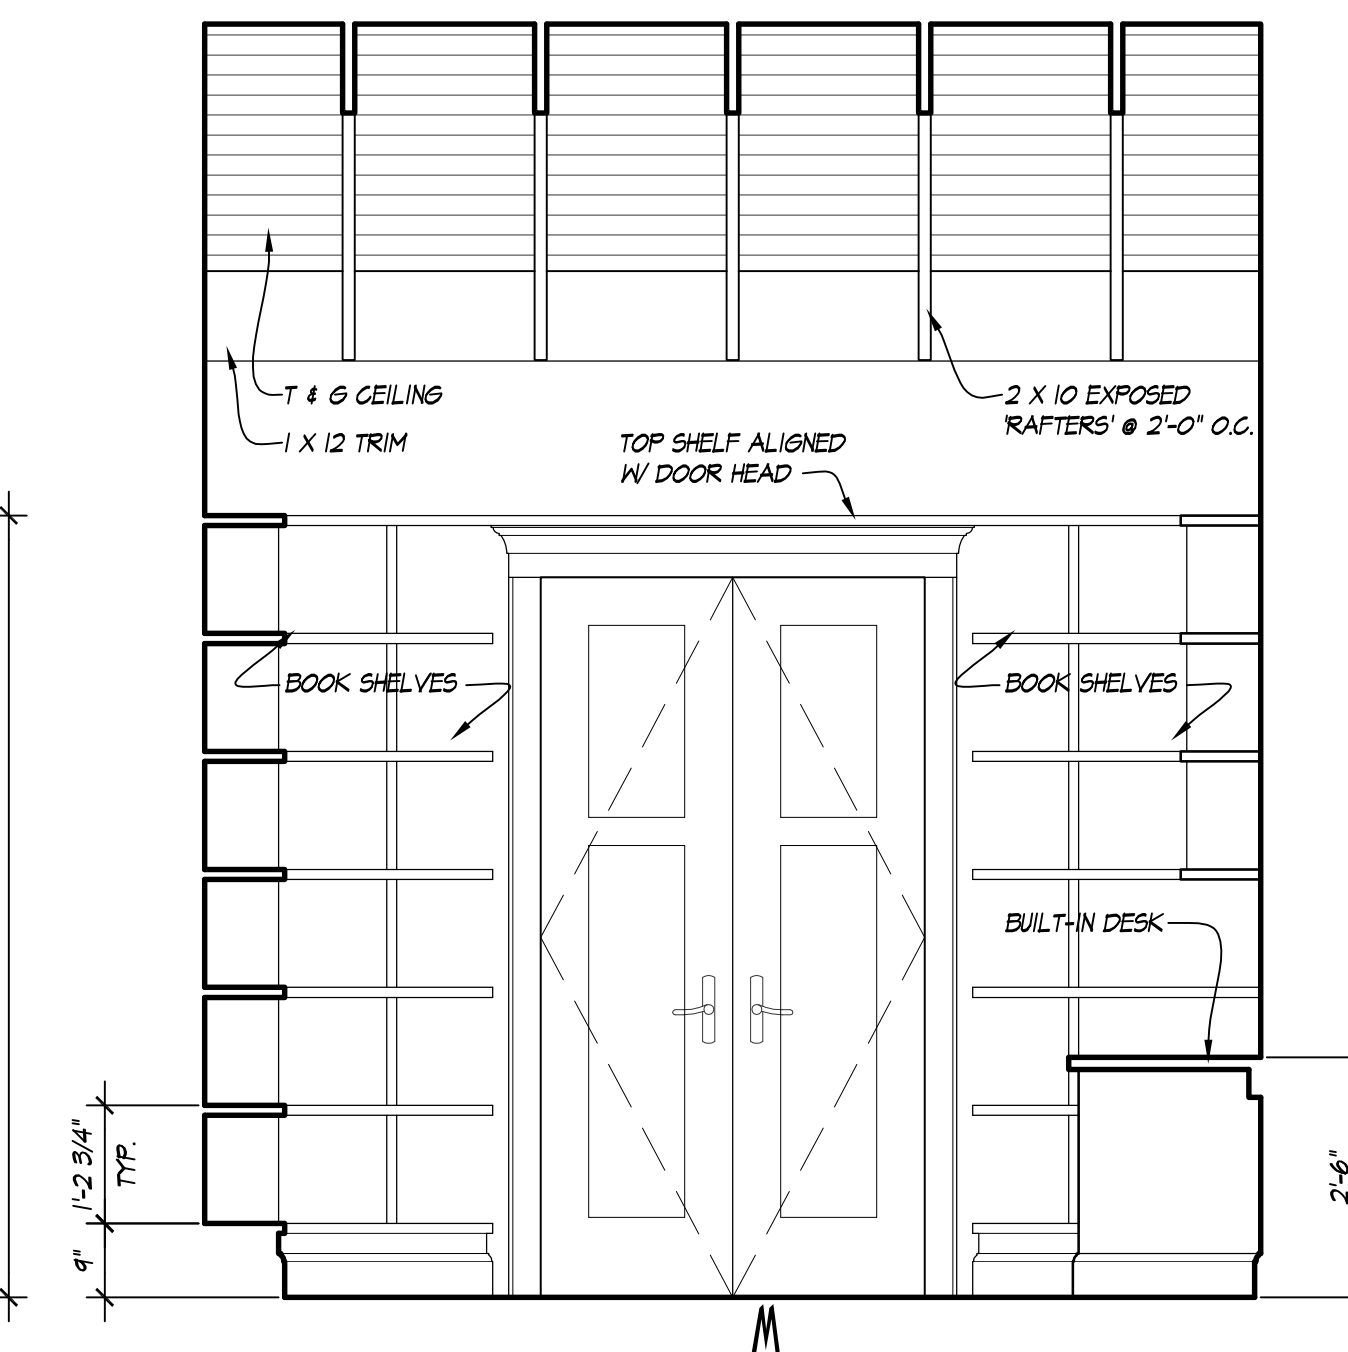 T & G CEILING
1 X 12 TRIM
2 X 10 EXPOSED
'RAFTERS' @ 2'-0" O.C.
TOP SHELF ALIGNED
W/ DOOR HEAD
BOOK SHELVES
BOOK SHELVES
BUILT-IN DESK
1'-2 3/4"
TYP.
9"
2'-6"